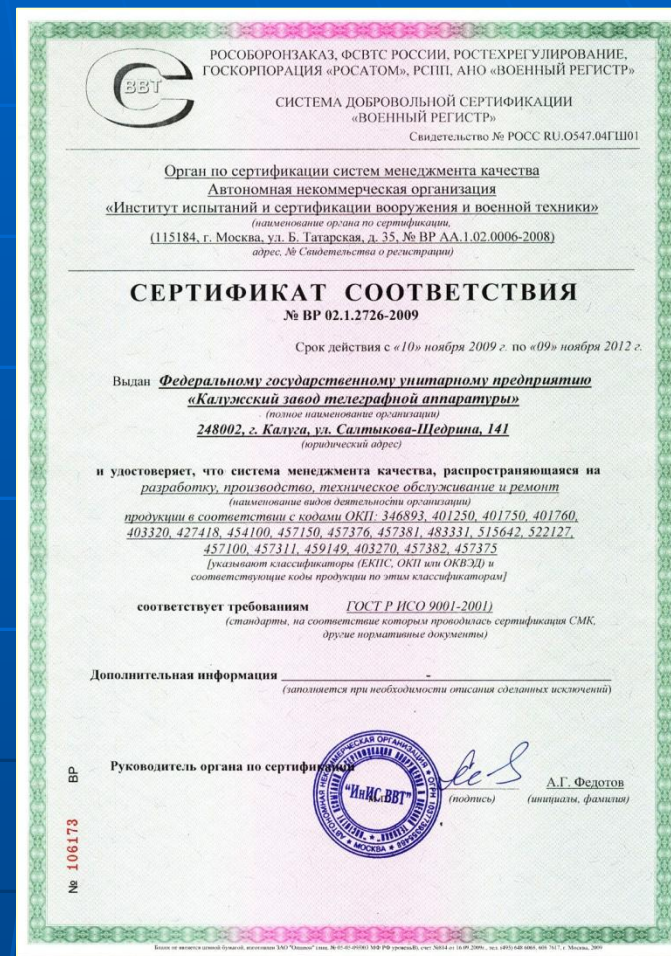 ВВТ
РОСОБОРОНЗАКАЗ, ФСВТС РОССИИ, РОСТЕХРЕГУЛИРОВАНИЕ,
ГОСКОРПОРАЦИЯ «РОСАТОМ», РСПП, АНО «ВОЕННЫЙ РЕГИСТР»
СИСТЕМА ДОБРОВОЛЬНОЙ СЕРТИФИКАЦИИ
«ВОЕННЫЙ РЕГИСТР»
Свидетельство № РОСС RU.О547.04ГШ01
Орган по сертификации систем менеджмента качества
Автономная некоммерческая организация
«Институт испытаний и сертификации вооружения и военной техники»
(наименование органа по сертификации,
(115184, г. Москва, ул. Б. Татарская, д. 35, № ВР АА.1.02.0006-2008)
адрес, № Свидетельства о регистрации)
СЕРТИФИКАТ СООТВЕТСТВИЯ
№ ВР 02.1.2726-2009
Срок действия с «10» ноября 2009 г. по «09» ноября 2012 г.
Выдан Федеральному государственному унитарному предприятию
«Калужский завод телеграфной аппаратуры»
(полное наименование организации)
248002, г. Калуга, ул. Салтыкова-Щедрина, 141
(юридический адрес)
и удостоверяет, что система менеджмента качества, распространяющаяся на
разработку, производство, техническое обслуживание и ремонт
(наименование видов деятельности организации)
продукции в соответствии с кодами ОКП: 346893, 401250, 401750, 401760,
403320, 427418, 454100, 457150, 457376, 457381, 483331, 515642, 522127,
457100, 457311, 459149, 403270, 457382, 457375
[указывают классификаторы (ЕКПС, ОКП или ОКВЭД) и
соответствующие коды продукции по этим классификаторам]
соответствует требованиям ГОСТ Р ИСО 9001-2001)
(стандарты, на соответствие которым проводилась сертификация СМК,
другие нормативные документы)
Дополнительная информация -
(заполняется при необходимости описания сделанных исключений)
Руководитель органа по сертификации
А.Г. Федотов
(подпись) (инициалы, фамилия)
"ИнИС ВВТ"
МОСКВА
№ 106173 ВР